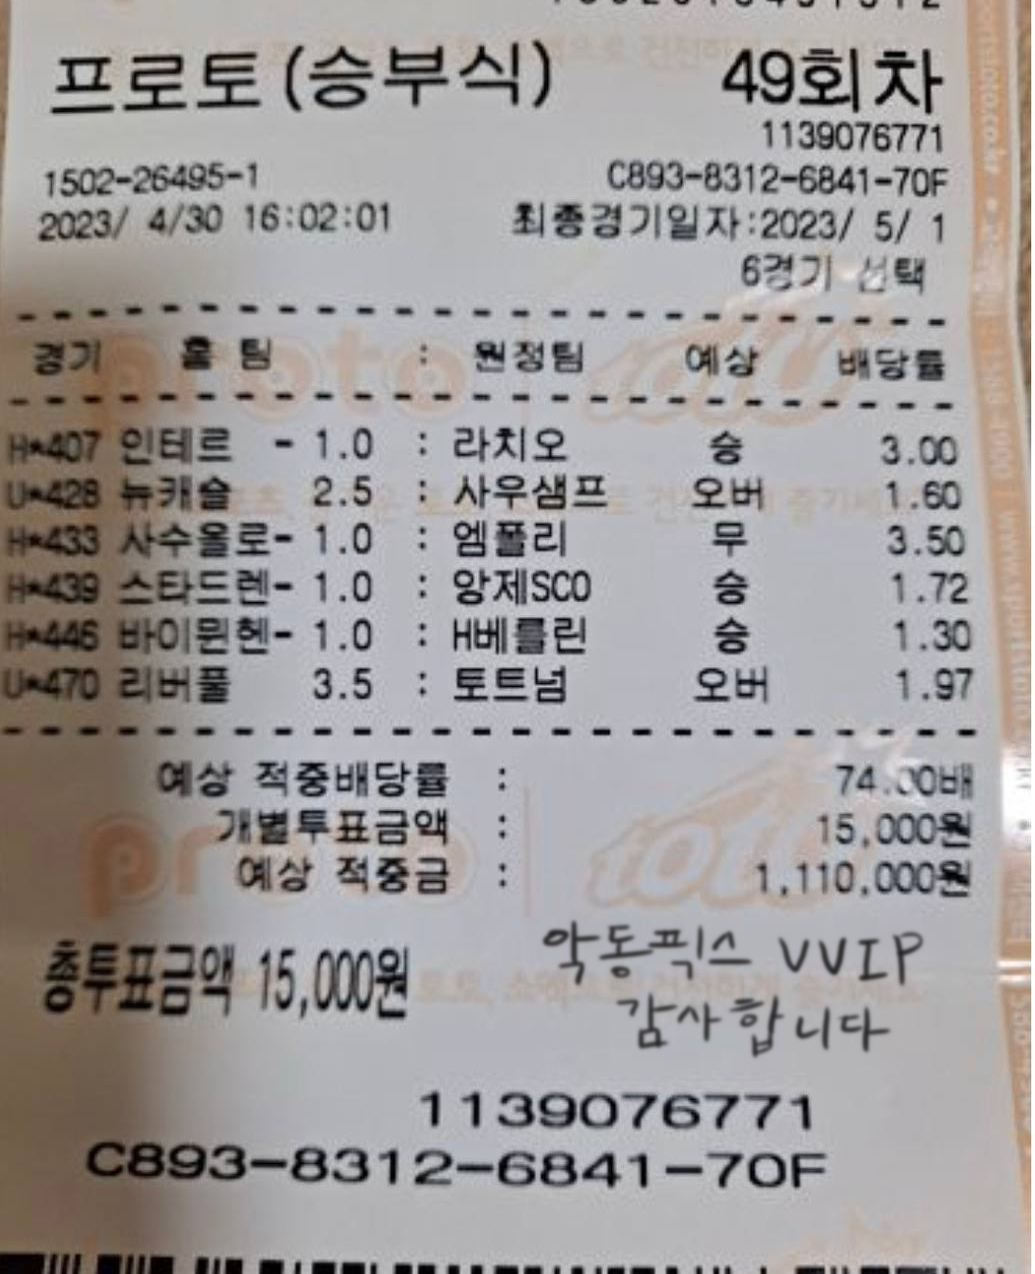 프로토(승부식) 49회차
1139076771
1502-26495-1 C893-8312-6841-70F
2023/ 4/30 16:02:01 최종경기일자:2023/ 5/ 1
6경기 선택
경기 홈 팀 : 원정팀 예상 배당률
H*407 인테르 - 1.0 : 라치오 승 3.00
U*428 뉴캐슬 2.5 : 사우샘프 오버 1.60
H*433 사수올로- 1.0 : 엠폴리 무 3.50
H*439 스타드렌- 1.0 : 앙제SCO 승 1.72
H*446 바이뮌헨- 1.0 : H베를린 승 1.30
U*470 리버풀 3.5 : 토트넘 오버 1.97
예상 적중배당률 : 74.00배
개별투표금액 : 15,000원
예상 적중금 : 1,110,000원
총투표금액 15,000원
악동픽스 VVIP
감사합니다
1139076771
C893-8312-6841-70F
proto
toto